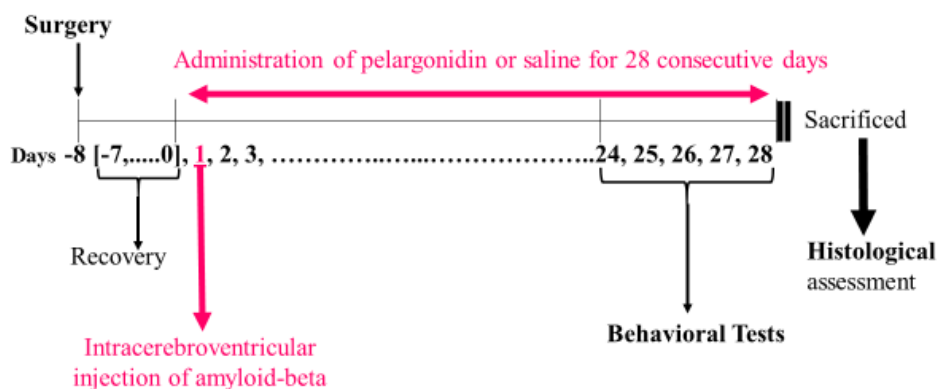 Surgery
Administration of pelargonidin or saline for 28 consecutive days
Sacrificed
Days -8 [-7,.....0], 1, 2, 3, ………….…....………………..24, 25, 26, 27, 28
Recovery
Histological
assessment
Behavioral Tests
Intracerebroventricular
injection of amyloid-beta